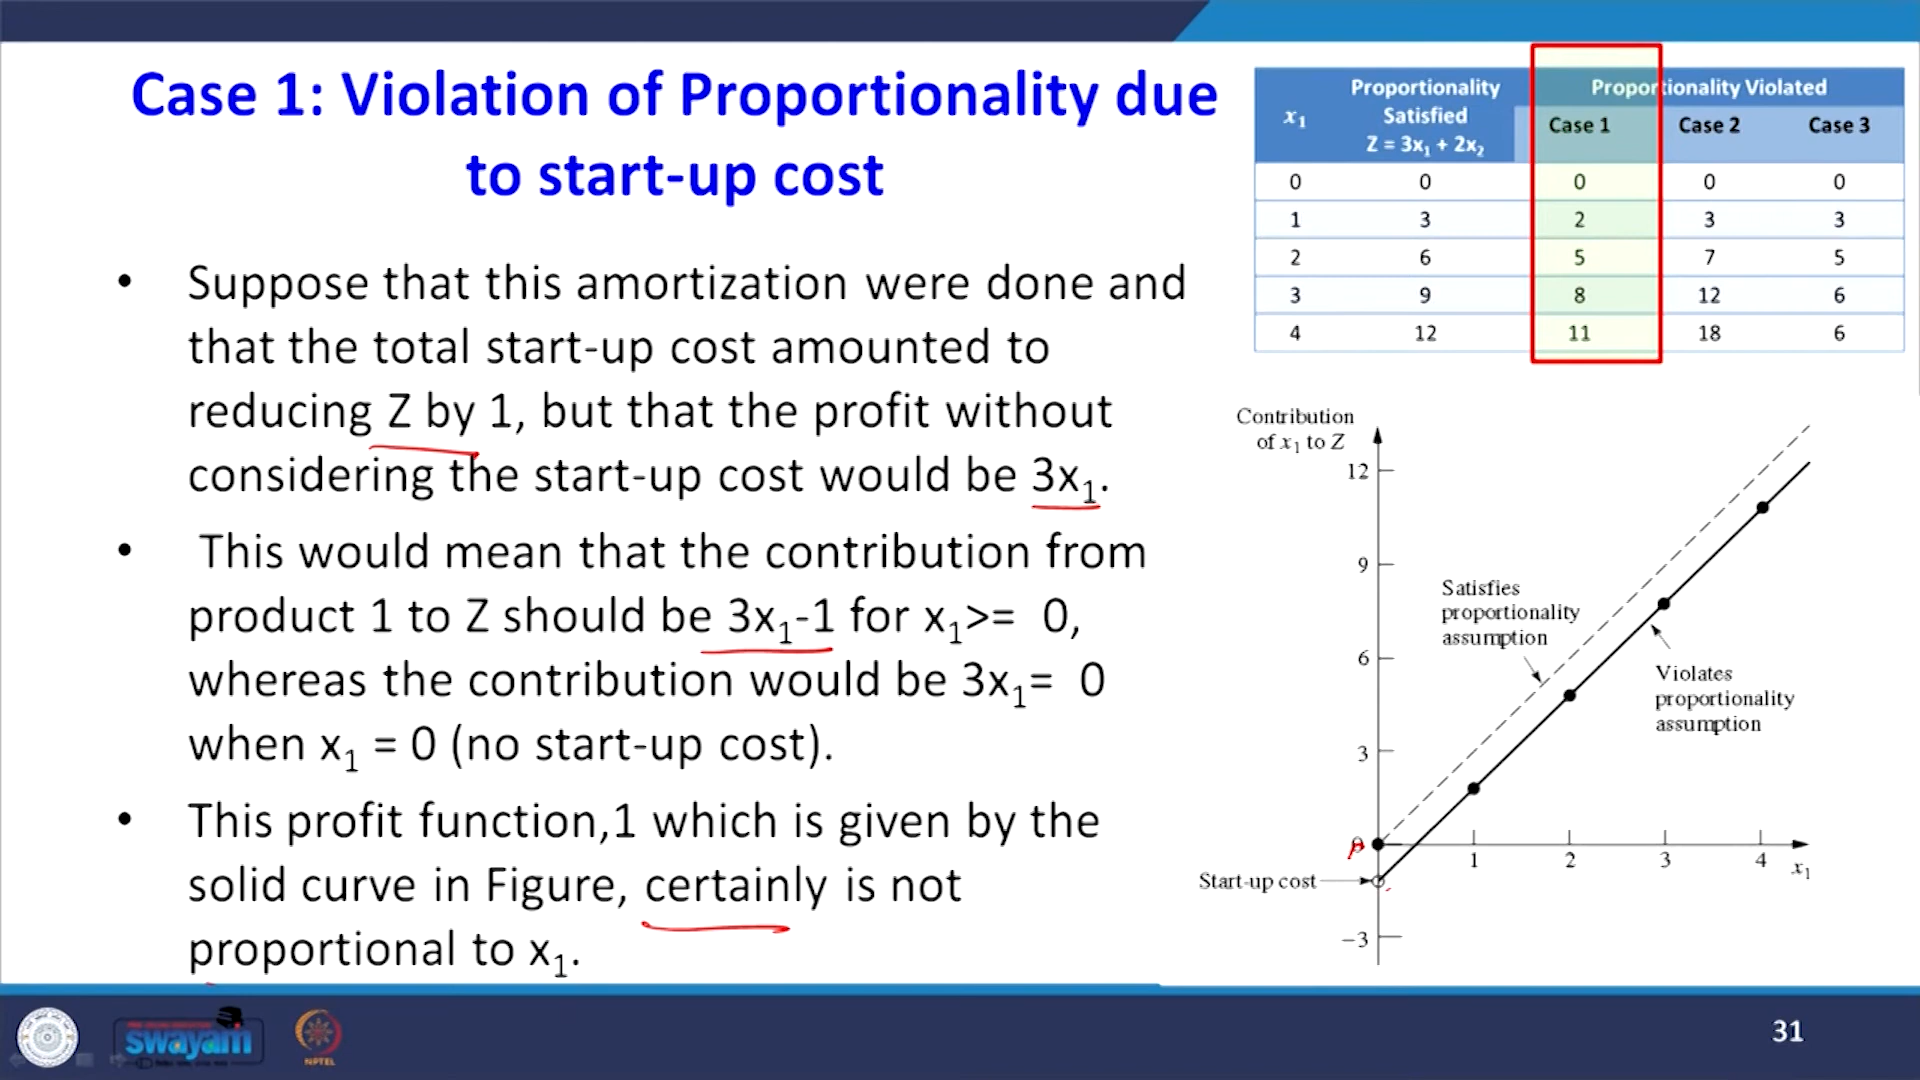 Case 1: Violation of Proportionality due
to start-up cost
• Suppose that this amortization were done and
that the total start-up cost amounted to
reducing Z by 1, but that the profit without
considering the start-up cost would be 3x₁.
• This would mean that the contribution from
product 1 to Z should be 3x₁-1 for x₁>= 0,
whereas the contribution would be 3x₁= 0
when x₁ = 0 (no start-up cost).
• This profit function,1 which is given by the
solid curve in Figure, certainly is not
proportional to x₁.
x₁ Proportionality Satisfied Z = 3x₁ + 2x₂ Proportionality Violated
Case 1 Case 2 Case 3
0 0 0 0 0
1 3 2 3 3
2 6 5 7 5
3 9 8 12 6
4 12 11 18 6
Contribution
of x₁ to Z
12
9
6
3
0
−3
Satisfies
proportionality
assumption
Violates
proportionality
assumption
1 2 3 4 x₁
Start-up cost
swayam
NPTEL
31